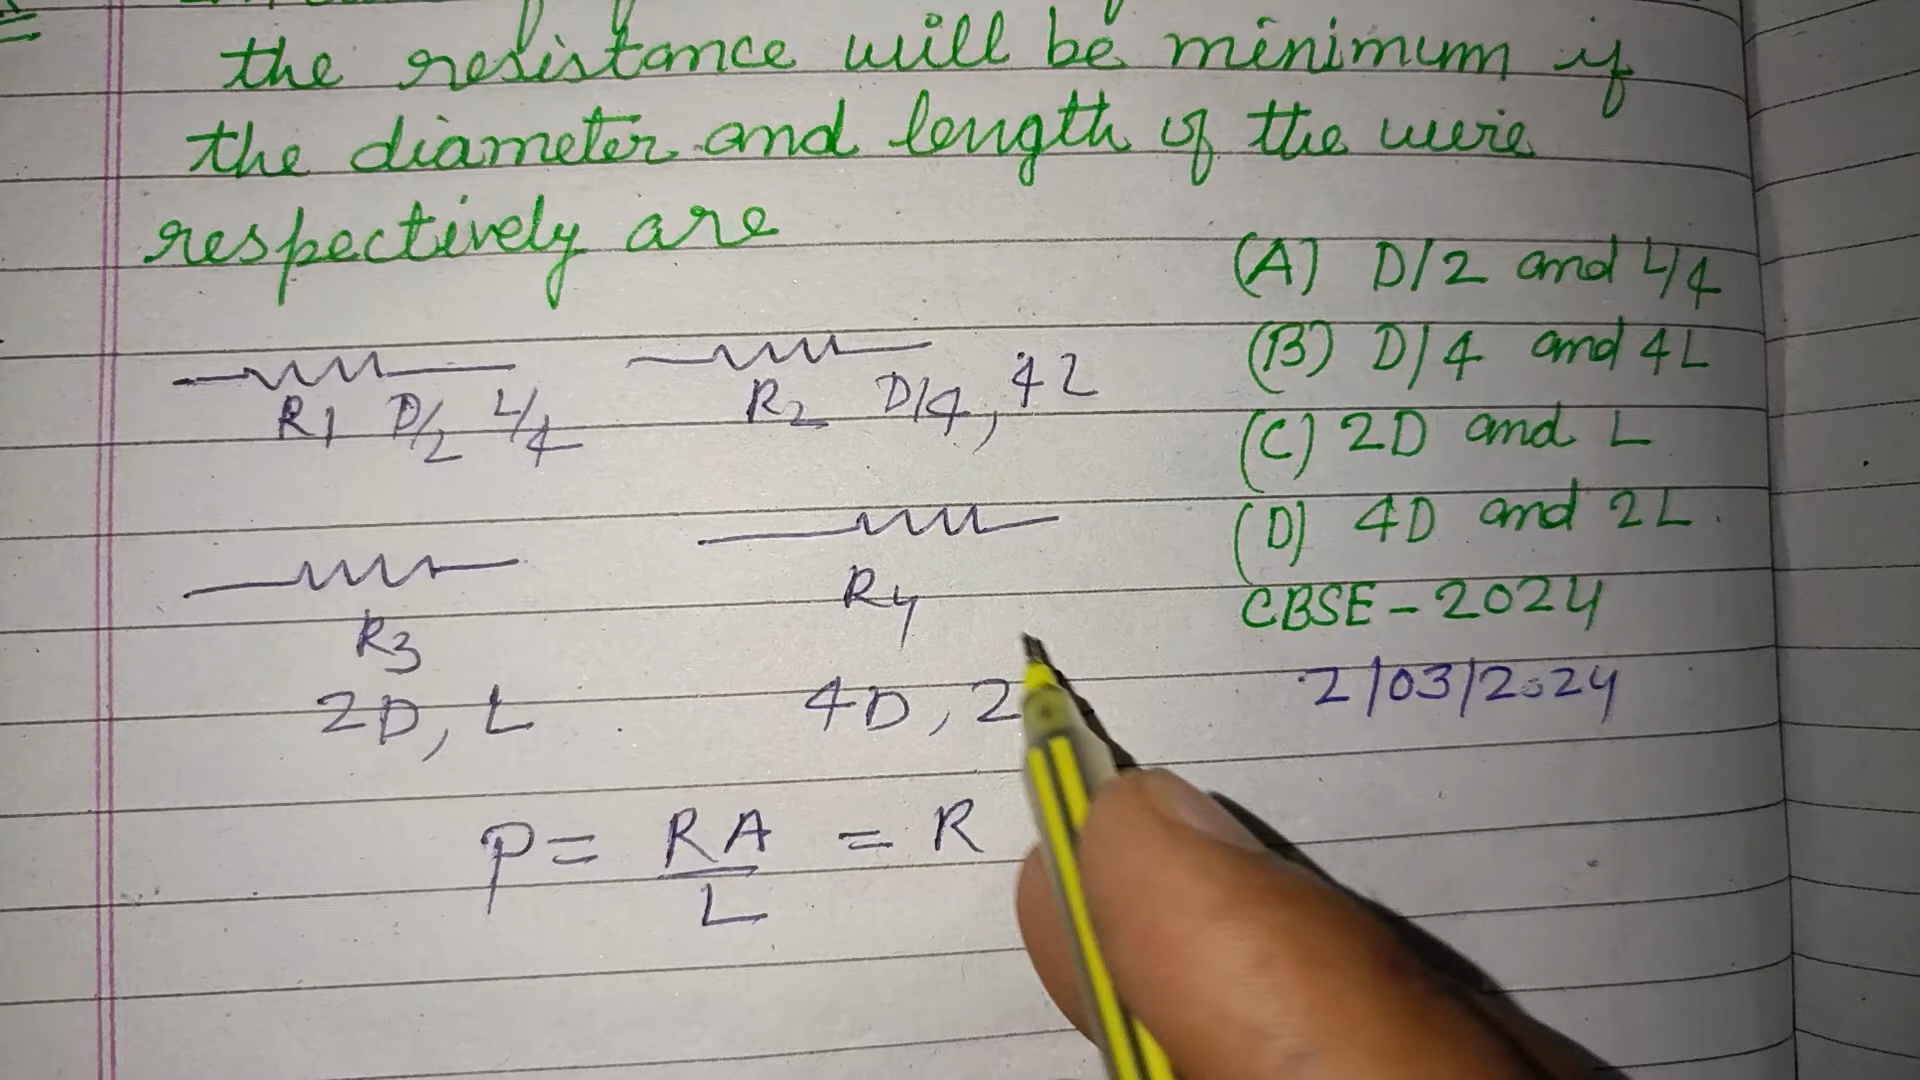 the resistance will be minimum if
the diameter and length of the wire
respectively are
(A) D/2 and L/4
(B) D/4 and 4L
(C) 2D and L
(D) 4D and 2L
CBSE-2024
2/03/2024
R1 D/2 L/4
R2 D/4, 4L
R3
2D, L
R4
4D, 2
ρ = RA/L = R